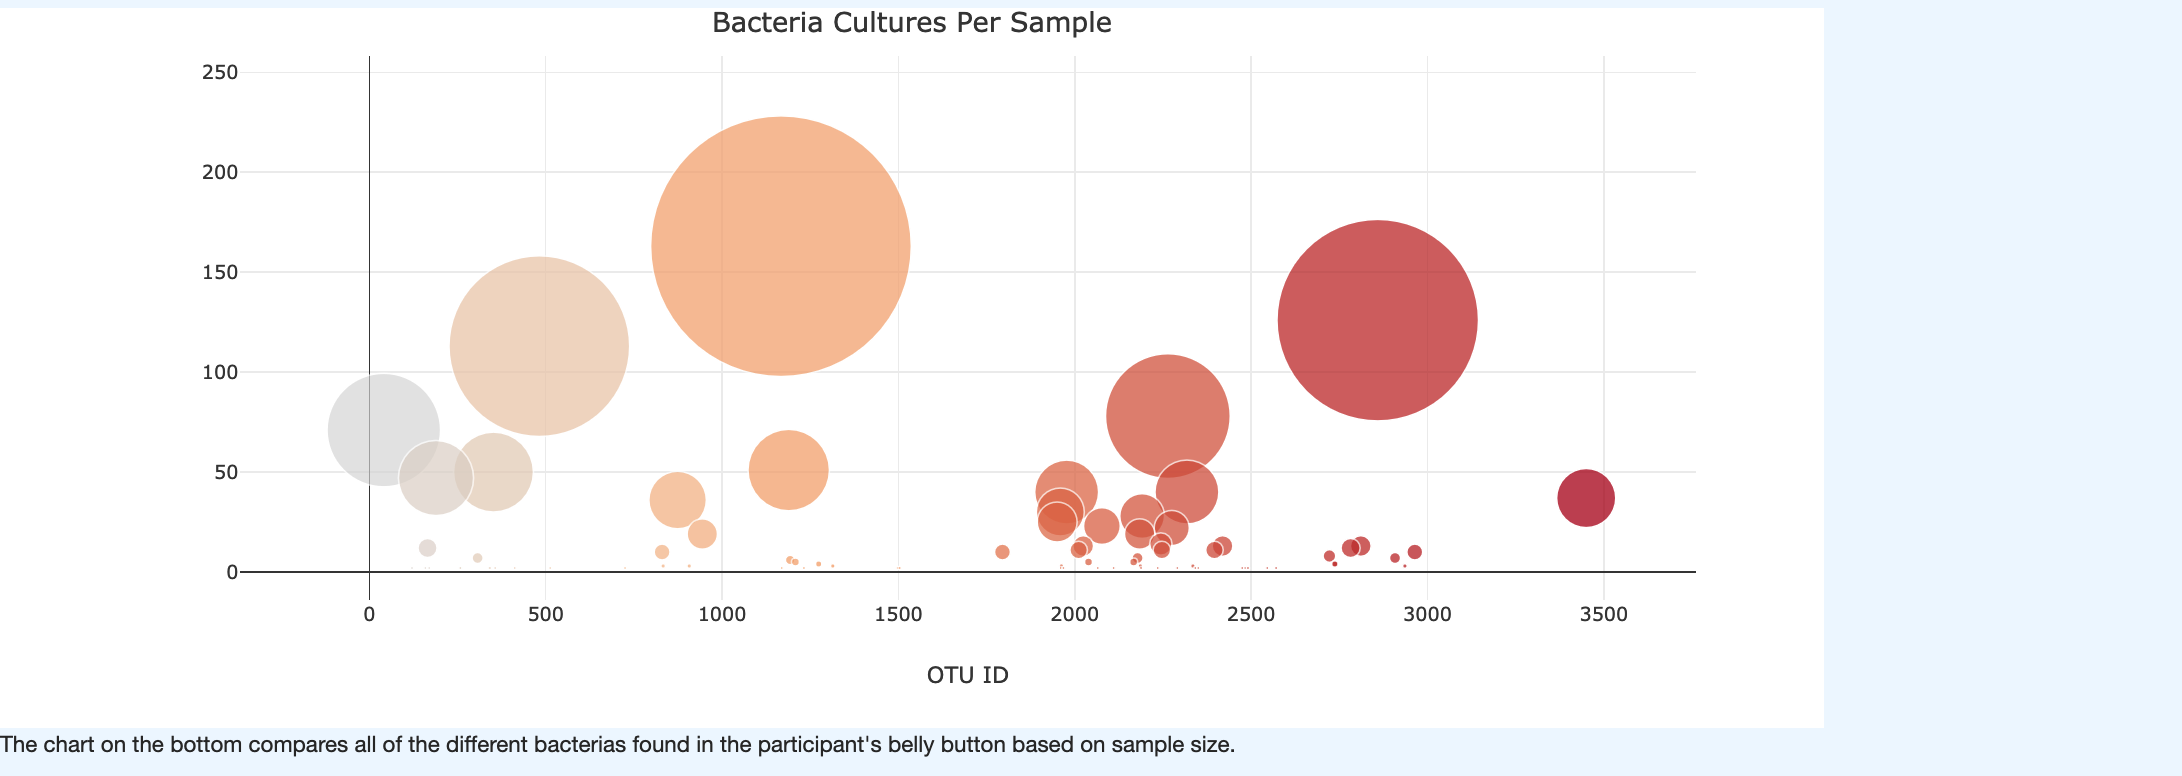 Bacteria Cultures Per Sample
250
200
150
100
50
0
0 500 1000 1500 2000 2500 3000 3500
OTU ID
The chart on the bottom compares all of the different bacterias found in the participant's belly button based on sample size.